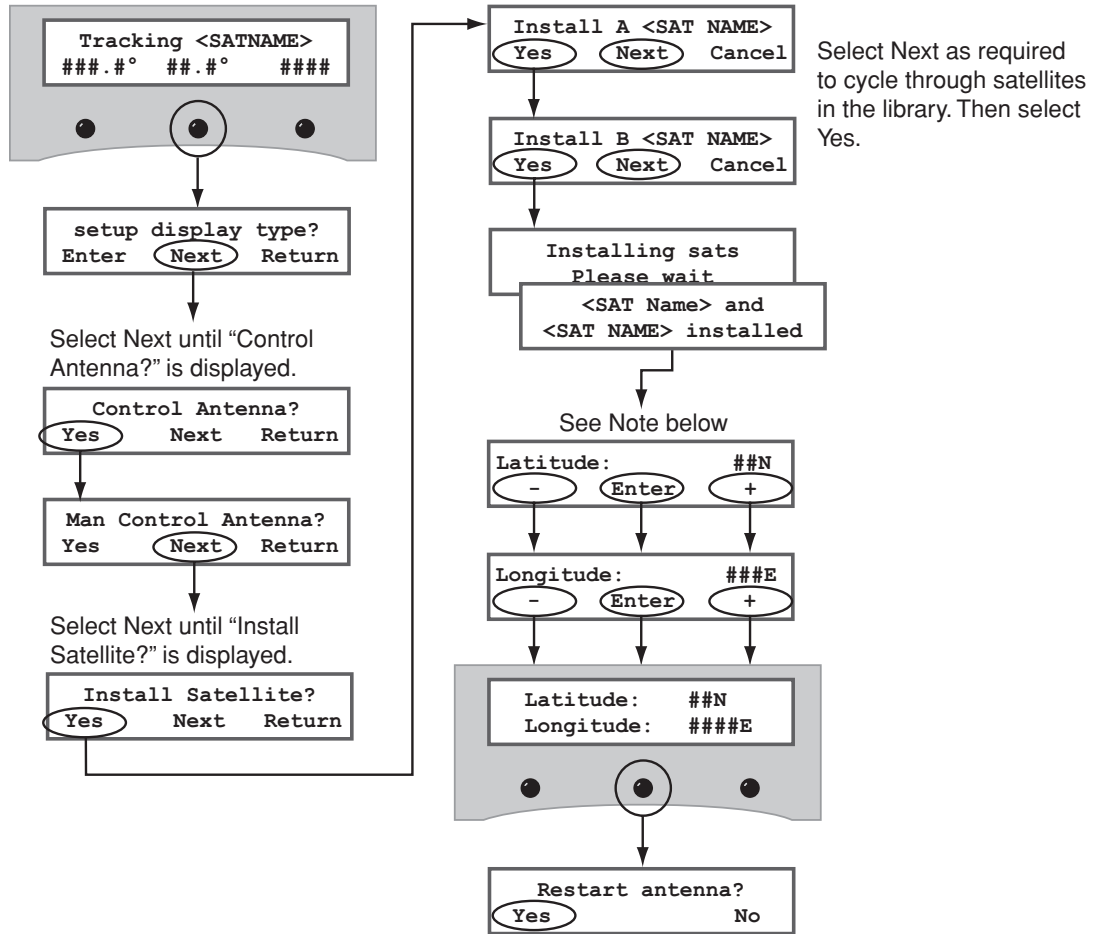 Tracking <SATNAME>
###.#° ##.#° ####
setup display type?
Enter Next Return
Select Next until “Control
Antenna?” is displayed.
Control Antenna?
Yes Next Return
Man Control Antenna?
Yes Next Return
Select Next until “Install
Satellite?” is displayed.
Install Satellite?
Yes Next Return
Install A <SAT NAME>
Yes Next Cancel
Select Next as required
to cycle through satellites
in the library. Then select
Yes.
Install B <SAT NAME>
Yes Next Cancel
Installing sats
Please wait
<SAT Name> and
<SAT NAME> installed
See Note below
Latitude: ##N
- Enter +
Longitude: ###E
- Enter +
Latitude: ##N
Longitude: ####E
Restart antenna?
Yes No